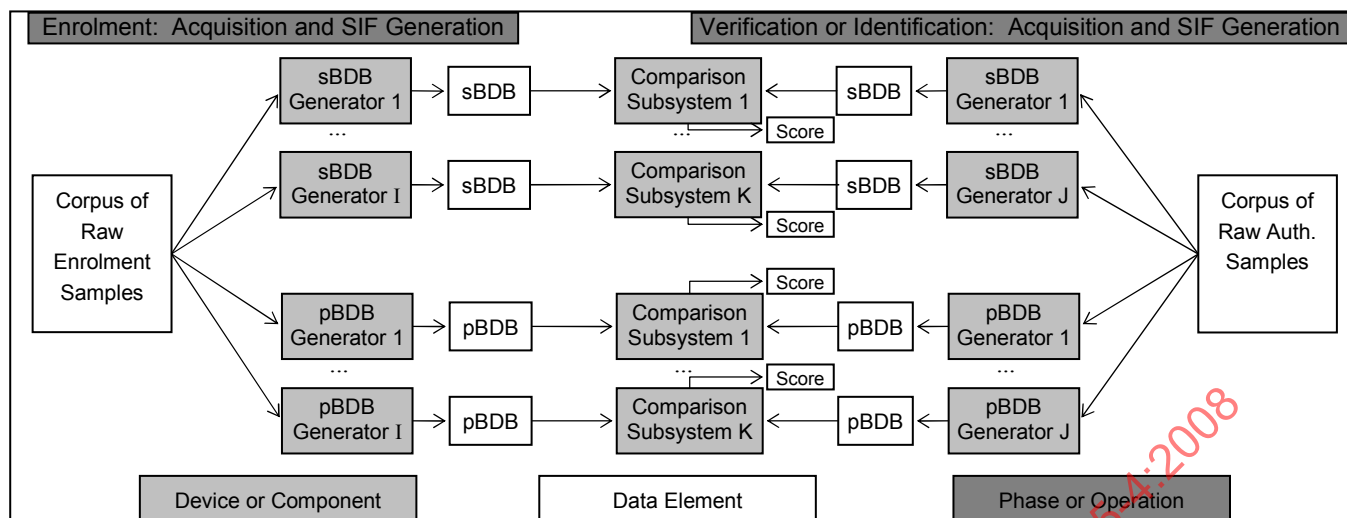 Enrolment: Acquisition and SIF Generation
Verification or Identification: Acquisition and SIF Generation
sBDB
Generator 1
sBDB
Comparison
Subsystem 1
sBDB
sBDB
Generator 1
...
...
Score
...
sBDB
Generator I
sBDB
Comparison
Subsystem K
sBDB
sBDB
Generator J
Score
Corpus of
Raw
Enrolment
Samples
Corpus of
Raw Auth.
Samples
Score
pBDB
Generator 1
pBDB
Comparison
Subsystem 1
pBDB
pBDB
Generator 1
...
...
Score
...
pBDB
Generator I
pBDB
Comparison
Subsystem K
pBDB
pBDB
Generator J
Device or Component
Data Element
Phase or Operation
5-4:2008